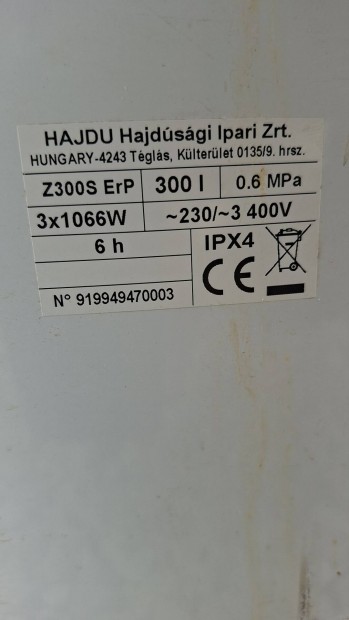 HAJDU Hajdúsági Ipari Zrt.
HUNGARY-4243 Téglás, Külterület 0135/9. hrsz.
Z300S ErP 300 l 0.6 MPa
3x1066W ~230/~3 400V
6 h IPX4
CE
N° 919949470003